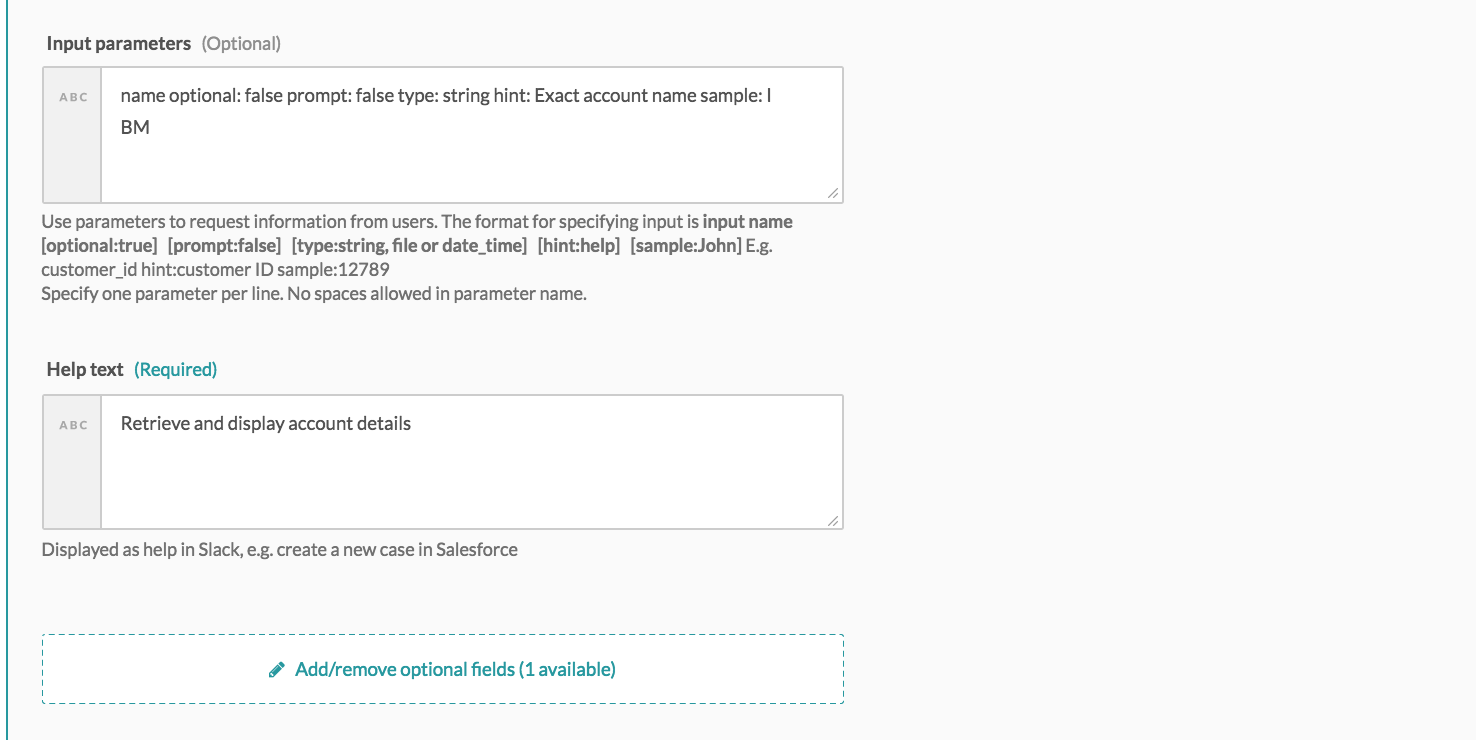 Input parameters (Optional)
ABC
name optional: false prompt: false type: string hint: Exact account name sample: I
BM
Use parameters to request information from users. The format for specifying input is input name
[optional:true] [prompt:false] [type:string, file or date_time] [hint:help] [sample:John] E.g.
customer_id hint:customer ID sample:12789
Specify one parameter per line. No spaces allowed in parameter name.
Help text (Required)
ABC
Retrieve and display account details
Displayed as help in Slack, e.g. create a new case in Salesforce
Add/remove optional fields (1 available)